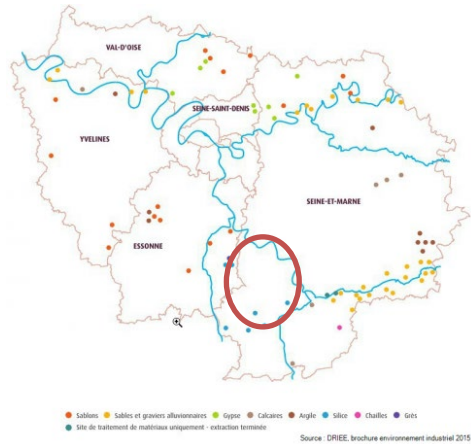 VAL-D'OISE
SEINE-SAINT-DENIS
YVELINES
SEINE-ET-MARNE
ESSONNE
Sablons Sables et graviers alluvionnaires Gypse Calcaires Argile Silice Chailles Grès
Site de traitement de matériaux uniquement - extraction terminée
Source : DRIEE, brochure environnement industriel 2015